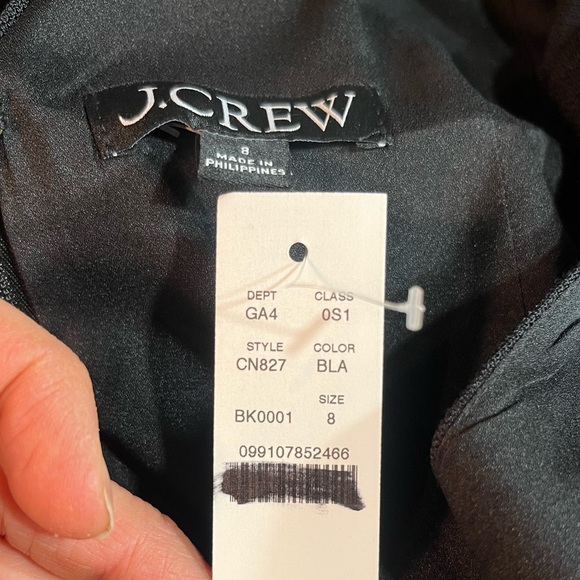 J.CREW
8
MADE IN
PHILIPPINES
DEPT CLASS
GA4 0S1
STYLE COLOR
CN827 BLA
SIZE
BK0001 8
099107852466